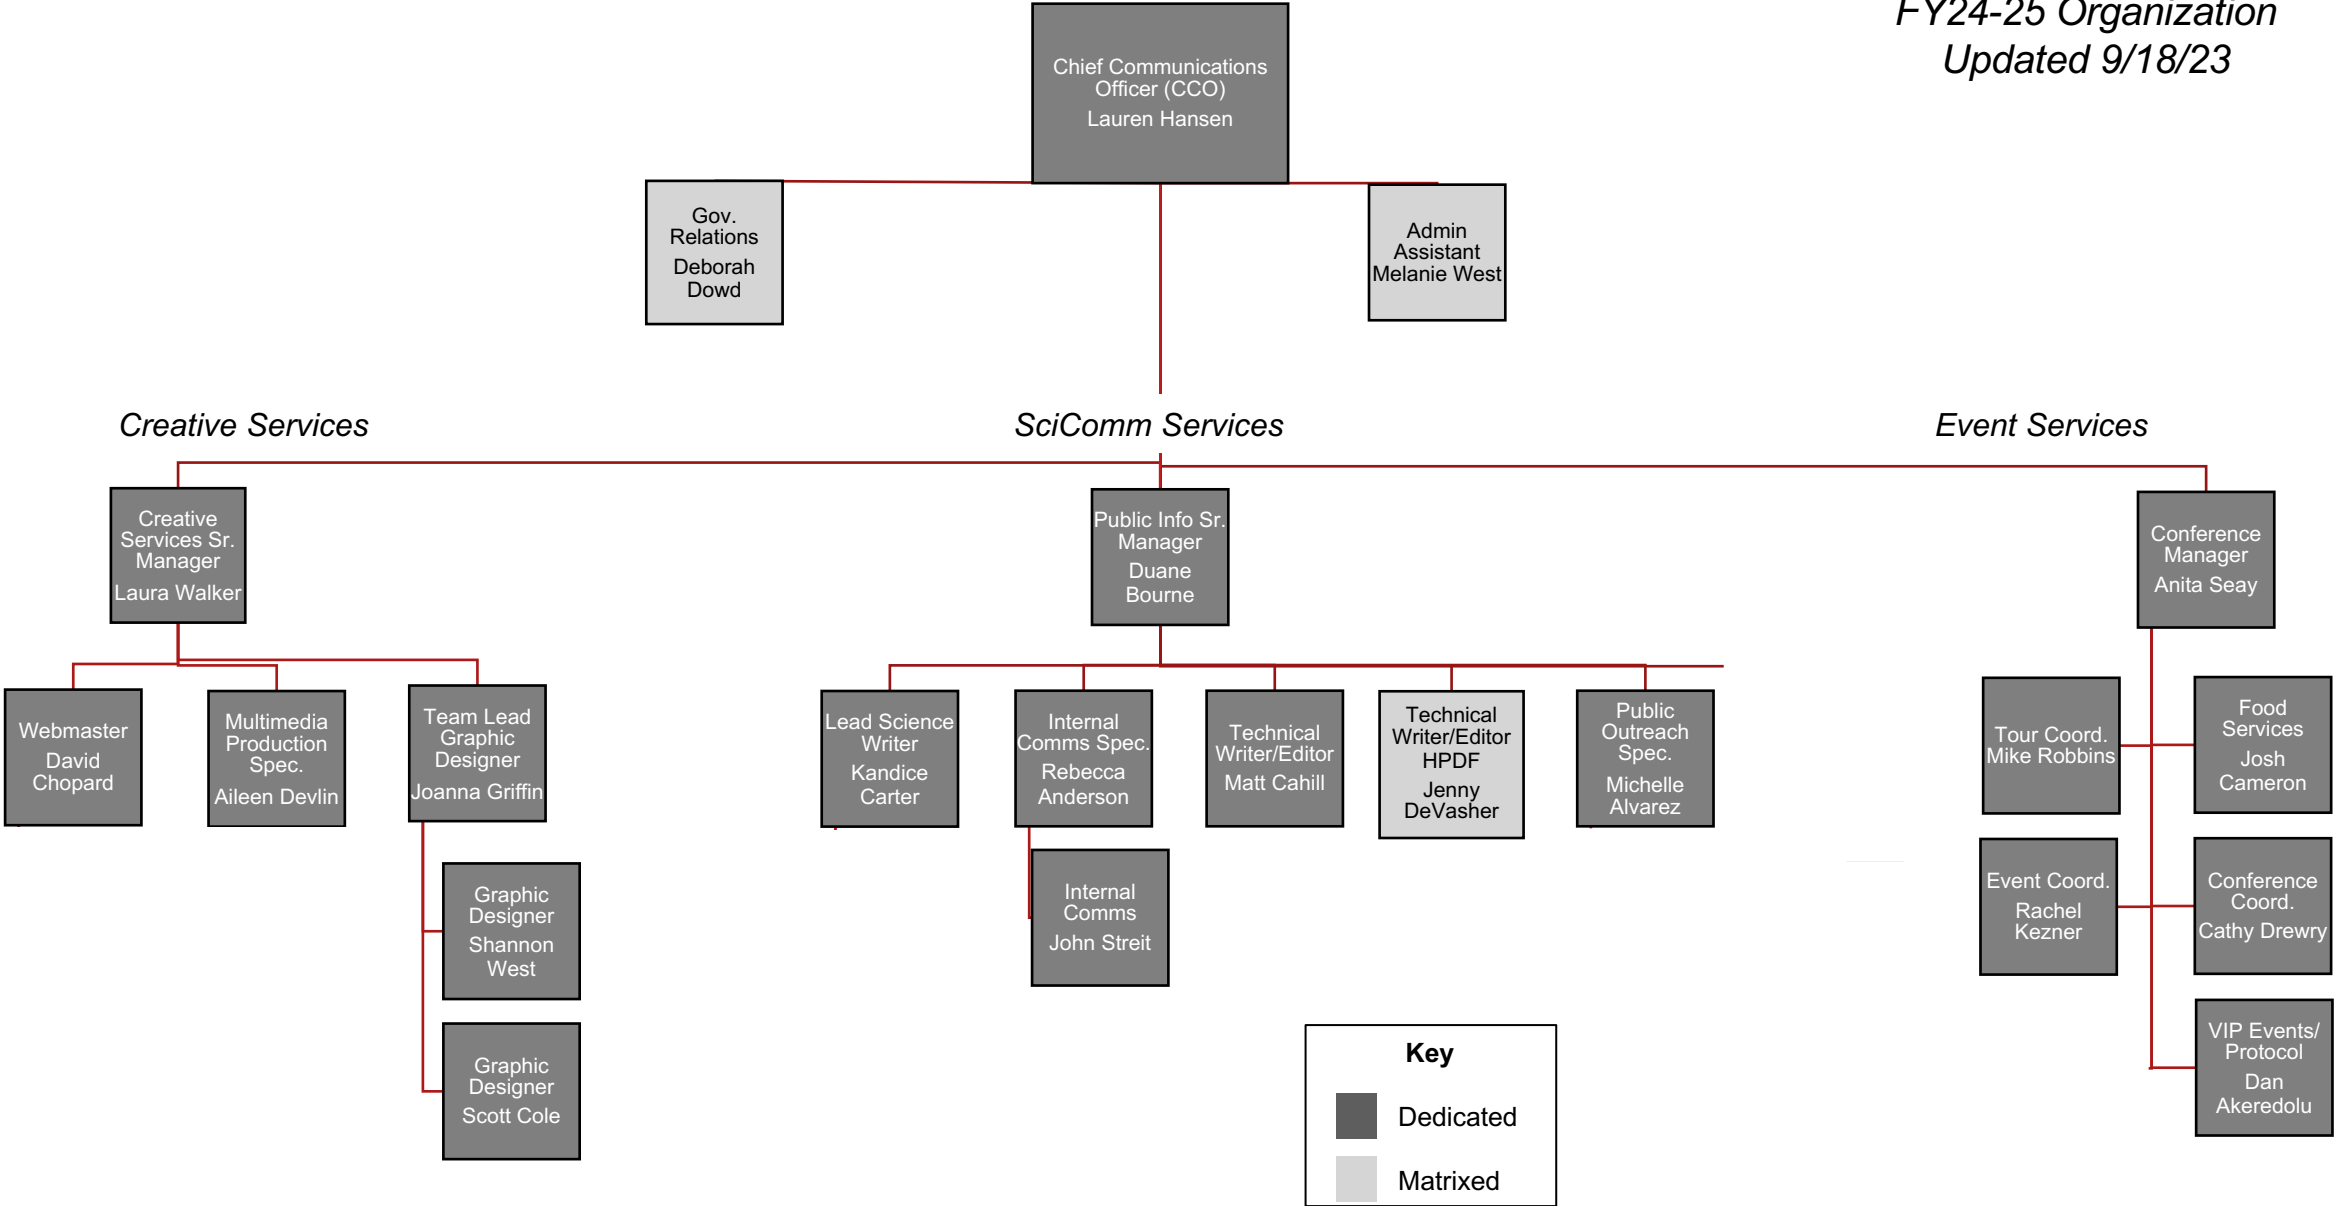 FY24-25 Organization
Updated 9/18/23
Chief Communications
Officer (CCO)
Lauren Hansen
Gov.
Relations
Deborah
Dowd
Admin
Assistant
Melanie West
Creative Services
SciComm Services
Event Services
Creative
Services Sr.
Manager
Laura Walker
Public Info Sr.
Manager
Duane
Bourne
Conference
Manager
Anita Seay
Webmaster
David
Chopard
Multimedia
Production
Spec.
Aileen Devlin
Team Lead
Graphic
Designer
Joanna Griffin
Lead Science
Writer
Kandice
Carter
Internal
Comms Spec.
Rebecca
Anderson
Technical
Writer/Editor
Matt Cahill
Technical
Writer/Editor
HPDF
Jenny
DeVasher
Public
Outreach
Spec.
Michelle
Alvarez
Tour Coord.
Mike Robbins
Food
Services
Josh
Cameron
Graphic
Designer
Shannon
West
Internal
Comms
John Streit
Event Coord.
Rachel
Kezner
Conference
Coord.
Cathy Drewry
Graphic
Designer
Scott Cole
VIP Events/
Protocol
Dan
Akeredolu
Key
Dedicated
Matrixed